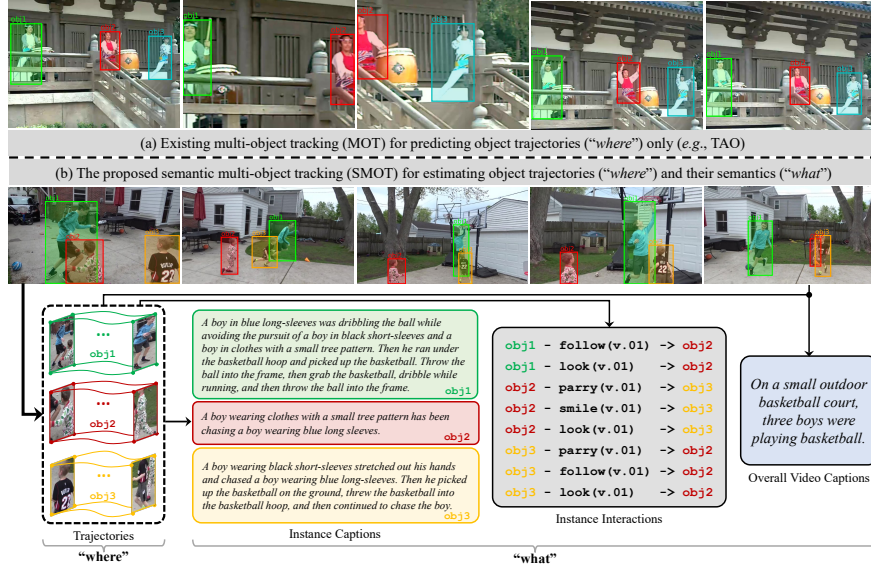 obj1
(a) Existing multi-object tracking (MOT) for predicting object trajectories (“where”) only (e.g., TAO)
(b) The proposed semantic multi-object tracking (SMOT) for estimating object trajectories (“where”) and their semantics (“what”)
obj1
22
22
obj1
...
obj1
...
obj2
...
obj3
Trajectories
“where”
A boy in blue long-sleeves was dribbling the ball while
avoiding the pursuit of a boy in black short-sleeves and a
boy in clothes with a small tree pattern. Then he ran under
the basketball hoop and picked up the basketball. Throw the
ball into the frame, then grab the basketball, dribble while
running, and then throw the ball into the frame.
obj1
A boy wearing clothes with a small tree pattern has been
chasing a boy wearing blue long sleeves.
obj2
A boy wearing black short-sleeves stretched out his hands
and chased a boy wearing blue long-sleeves. Then he picked
up the basketball on the ground, threw the basketball into
the basketball hoop, and then continued to chase the boy.
obj3
Instance Captions
obj1 - follow(v.01) -> obj2
obj1 - look(v.01) -> obj2
obj2 - parry(v.01) -> obj3
obj2 - smile(v.01) -> obj3
obj2 - look(v.01) -> obj3
obj3 - parry(v.01) -> obj2
obj3 - follow(v.01) -> obj2
obj3 - look(v.01) -> obj2
Instance Interactions
On a small outdoor
basketball court,
three boys were
playing basketball.
Overall Video Captions
“what”